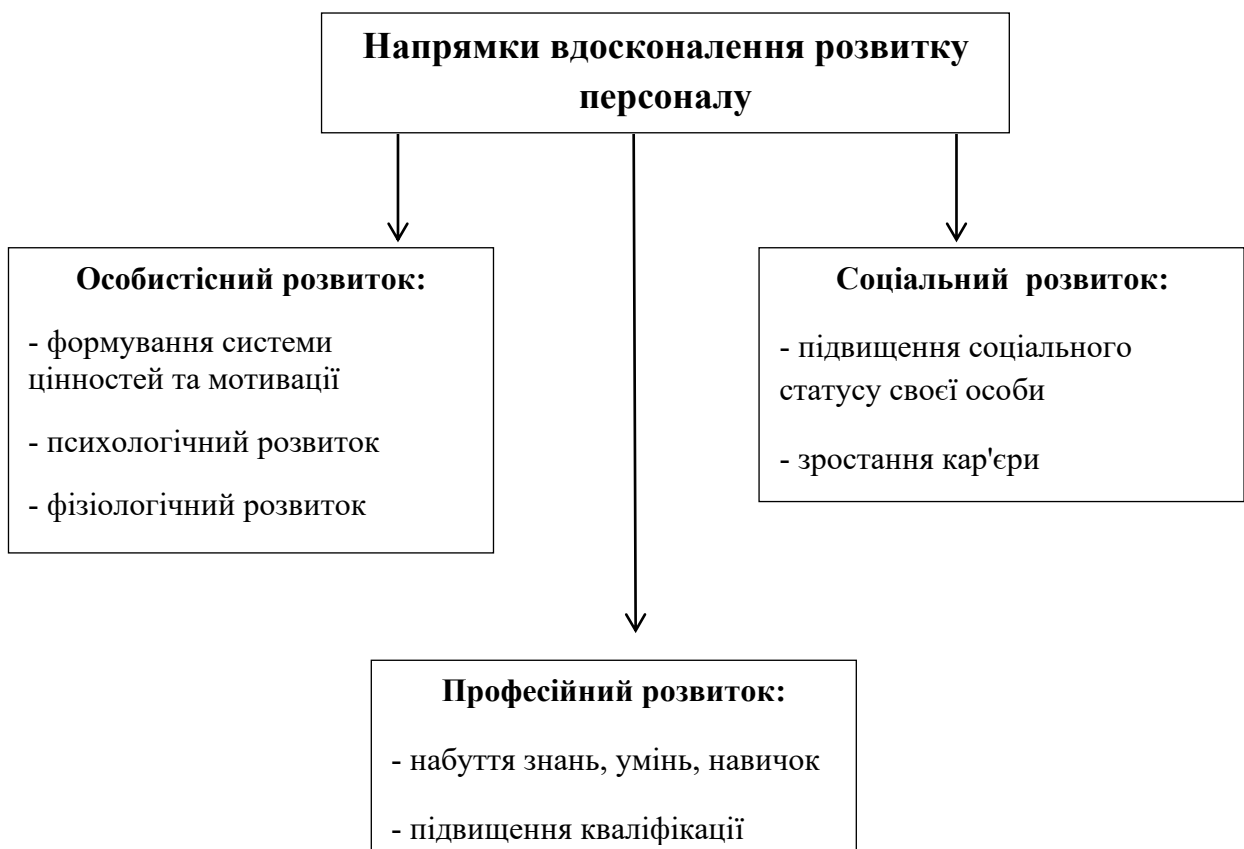 Напрямки вдосконалення розвитку
персоналу
Особистісний розвиток:
- формування системи
цінностей та мотивації
- психологічний розвиток
- фізіологічний розвиток
Соціальний розвиток:
- підвищення соціального
статусу своєї особи
- зростання кар'єри
Професійний розвиток:
- набуття знань, умінь, навичок
- підвищення кваліфікації